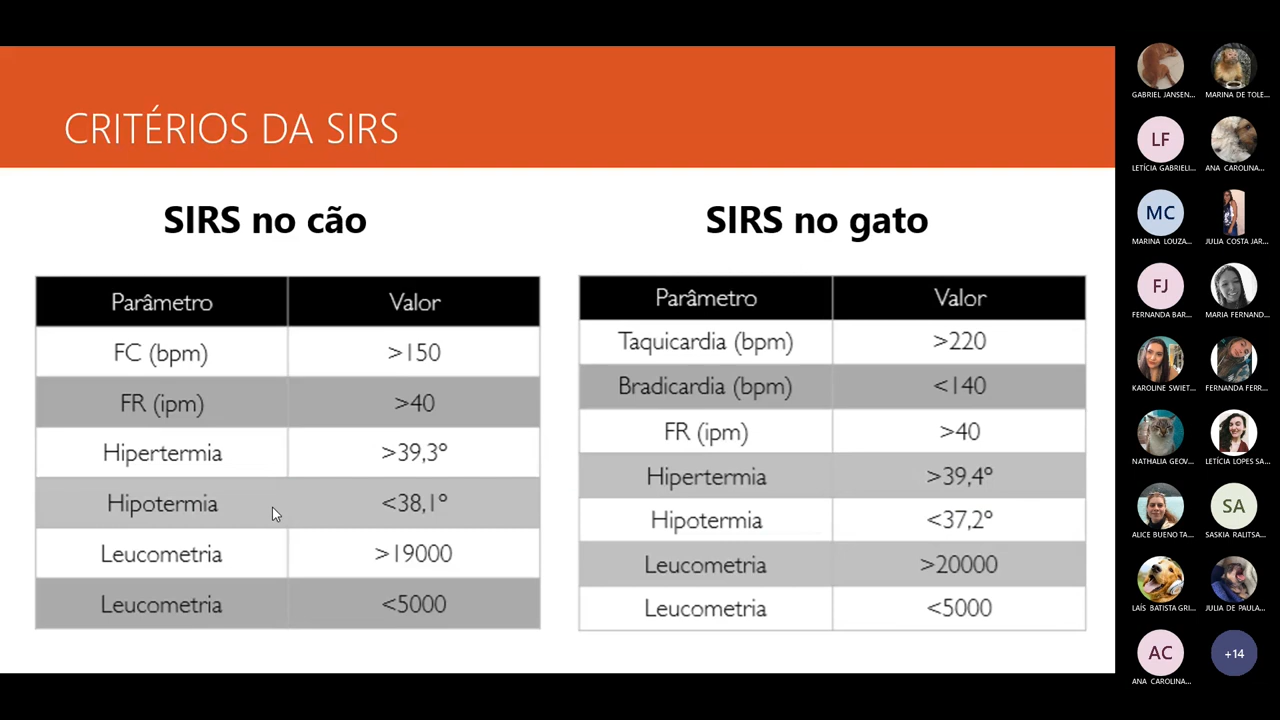 CRITÉRIOS DA SIRS
SIRS no cão
Parâmetro Valor
FC (bpm) >150
FR (ipm) >40
Hipertermia >39,3º
Hipotermia <38,1º
Leucometria >19000
Leucometria <5000
SIRS no gato
Parâmetro Valor
Taquicardia (bpm) >220
Bradicardia (bpm) <140
FR (ipm) >40
Hipertermia >39,4º
Hipotermia <37,2º
Leucometria >20000
Leucometria <5000
GABRIEL JANSEN... MARINA DE TOLE...
LF
LETÍCIA GABRIELI... ANA CAROLINA...
MC
MARINA LOUZA... JULIA COSTA JAR...
FJ
FERNANDA BAR... MARIA FERNAND...
KAROLINE SWIET... FERNANDA FERR...
NATHALIA GEOV... LETÍCIA LOPES SA...
SA
ALICE BUENO TA... SASKIA RALITSA...
LAÍS BATISTA GRI... JULIA DE PAULA...
AC +14
ANA CAROLINA...